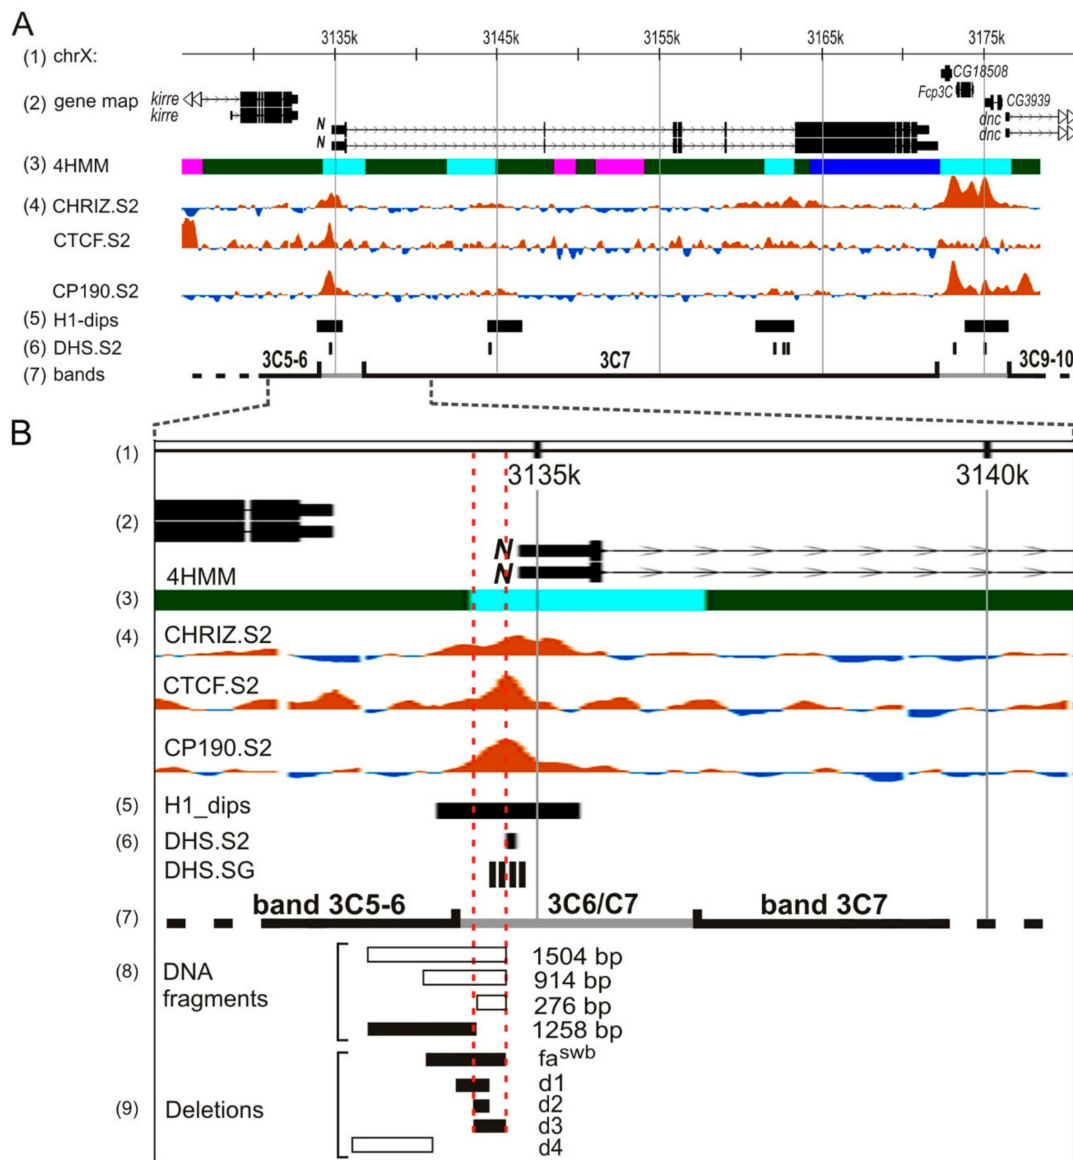 A
(1) chrX: 3135k 3145k 3155k 3165k 3175k
CG18508
(2) gene map kirre Fcp3C CG3939
kirre dnc
N dnc
N
(3) 4HMM
(4) CHRIZ.S2
CTCF.S2
CP190.S2
(5) H1-dips
(6) DHS.S2
(7) bands 3C5-6 3C7 3C9-10
B
(1) 3135k 3140k
(2) N
N
4HMM
(3)
(4) CHRIZ.S2
CTCF.S2
CP190.S2
(5) H1_dips
(6) DHS.S2
DHS.SG
(7) band 3C5-6 3C6/C7 band 3C7
(8) DNA fragments 1504 bp
914 bp
276 bp
1258 bp
(9) Deletions fa^swb
d1
d2
d3
d4